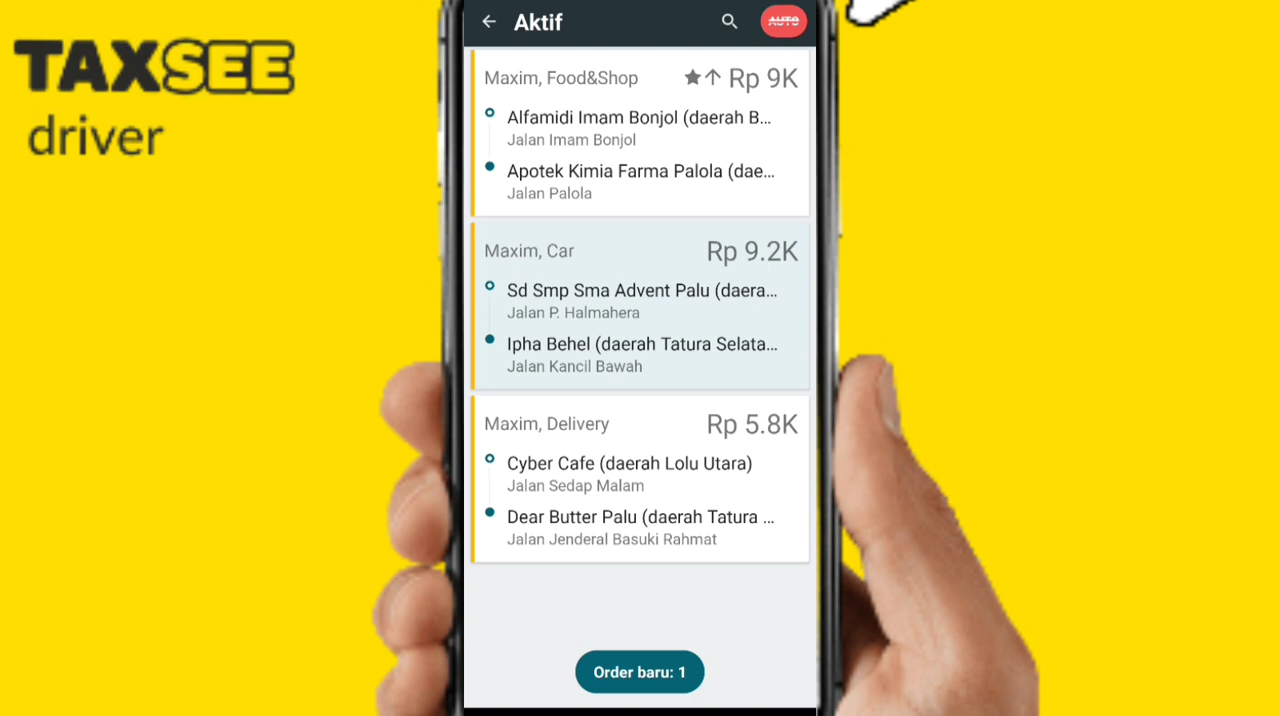 TAXSEE
driver
Aktif
AUTO
Maxim, Food&Shop
Rp 9K
Alfamidi Imam Bonjol (daerah B...
Jalan Imam Bonjol
Apotek Kimia Farma Palola (dae...
Jalan Palola
Maxim, Car
Rp 9.2K
Sd Smp Sma Advent Palu (daera...
Jalan P. Halmahera
Ipha Behel (daerah Tatura Selata...
Jalan Kancil Bawah
Maxim, Delivery
Rp 5.8K
Cyber Cafe (daerah Lolu Utara)
Jalan Sedap Malam
Dear Butter Palu (daerah Tatura ...
Jalan Jenderal Basuki Rahmat
Order baru: 1